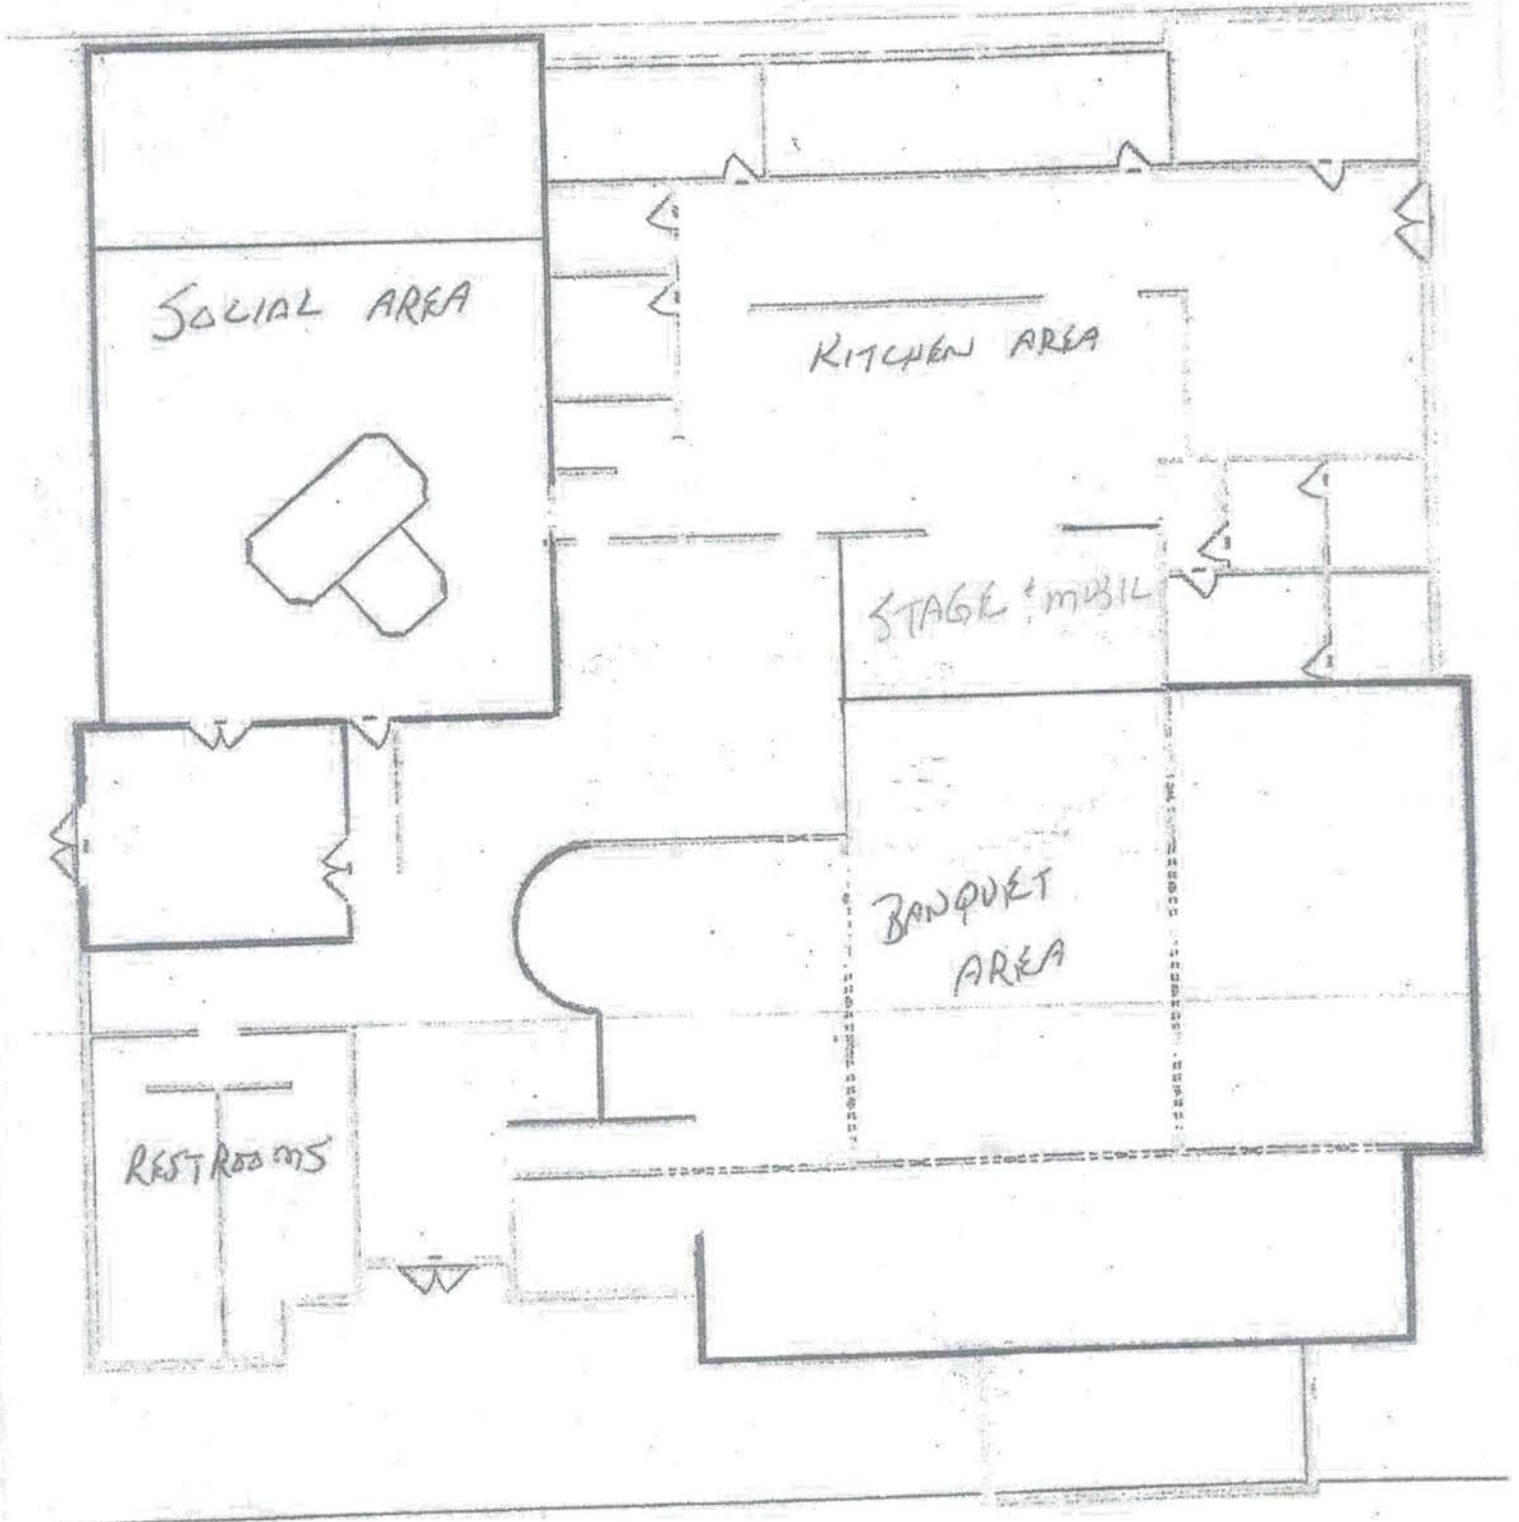 SOCIAL AREA
KITCHEN AREA
STAGE & MUSIC
BANQUET
AREA
RESTROOMS